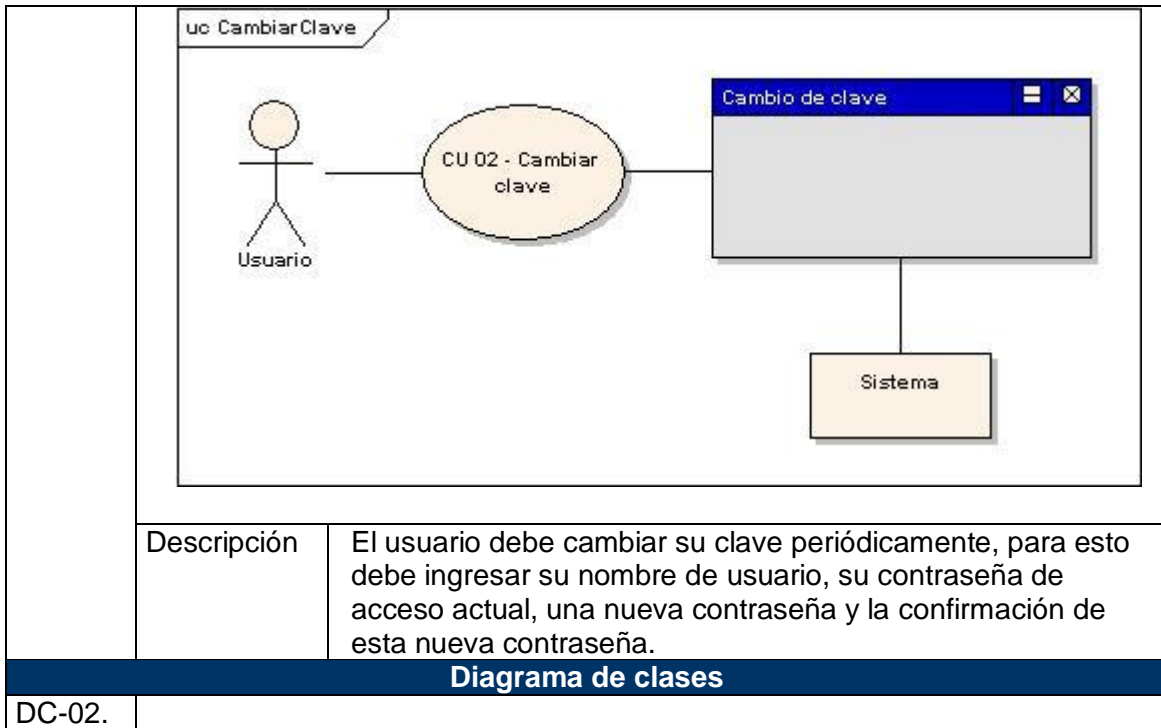 uc CambiarClave
Cambio de clave
CU 02 - Cambiar
clave
Usuario
Sistema
Descripción
El usuario debe cambiar su clave periódicamente, para esto
debe ingresar su nombre de usuario, su contraseña de
acceso actual, una nueva contraseña y la confirmación de
esta nueva contraseña.
Diagrama de clases
DC-02.